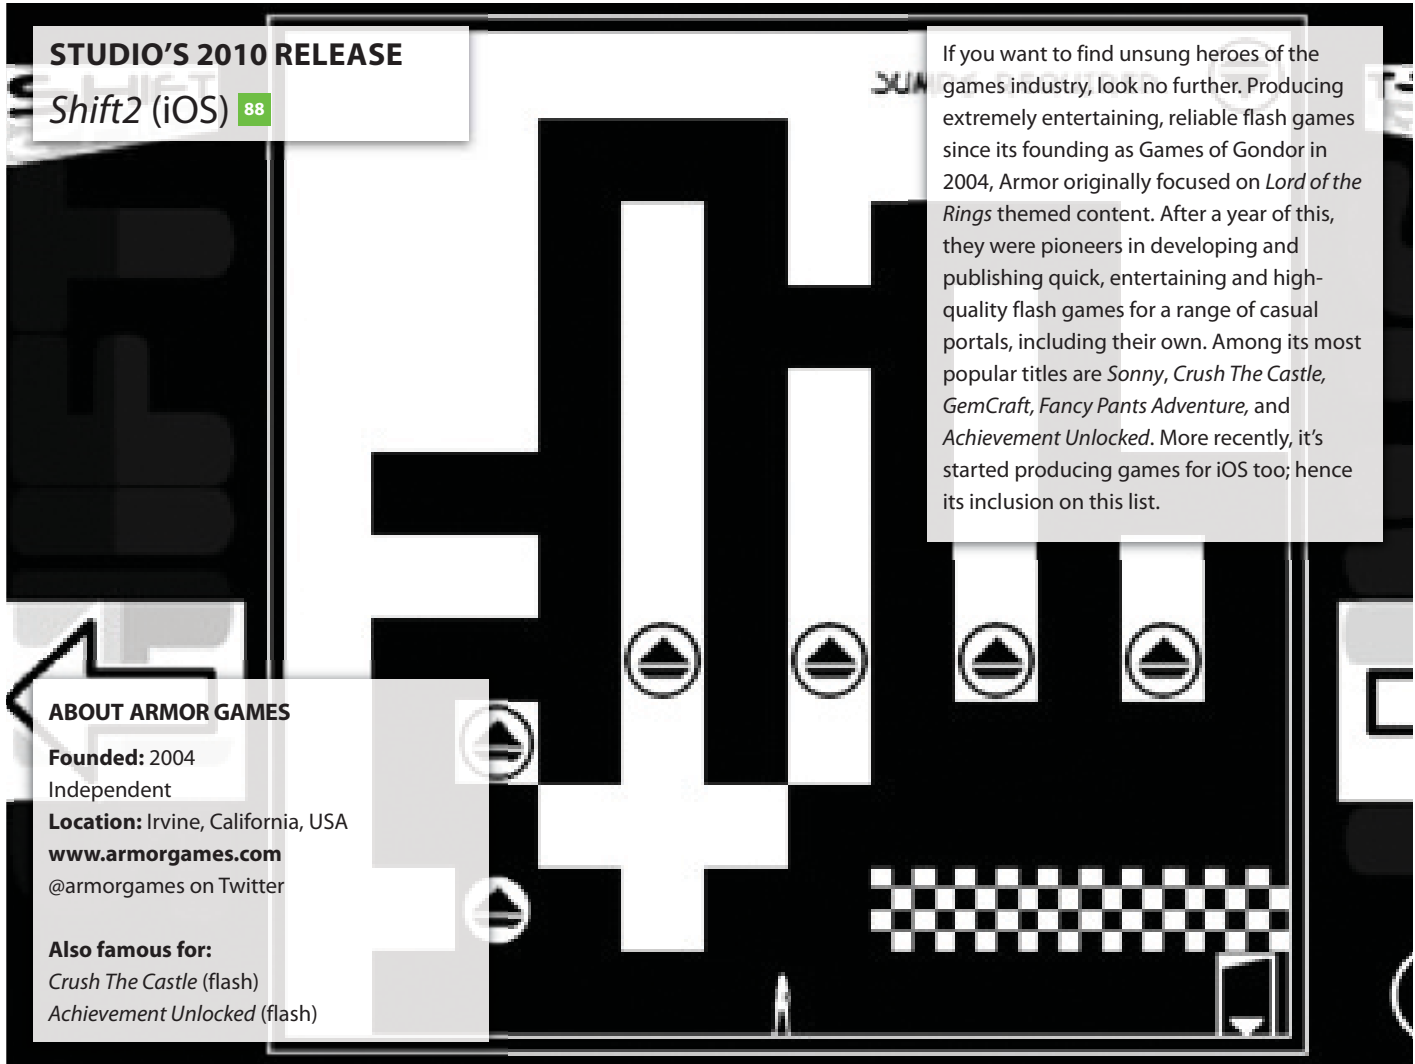 STUDIO’S 2010 RELEASE
Shift2 (iOS) 88
If you want to find unsung heroes of the
games industry, look no further. Producing
extremely entertaining, reliable flash games
since its founding as Games of Gondor in
2004, Armor originally focused on Lord of the
Rings themed content. After a year of this,
they were pioneers in developing and
publishing quick, entertaining and high-
quality flash games for a range of casual
portals, including their own. Among its most
popular titles are Sonny, Crush The Castle,
GemCraft, Fancy Pants Adventure, and
Achievement Unlocked. More recently, it’s
started producing games for iOS too; hence
its inclusion on this list.
ABOUT ARMOR GAMES
Founded: 2004
Independent
Location: Irvine, California, USA
www.armorgames.com
@armorgames on Twitter
Also famous for:
Crush The Castle (flash)
Achievement Unlocked (flash)